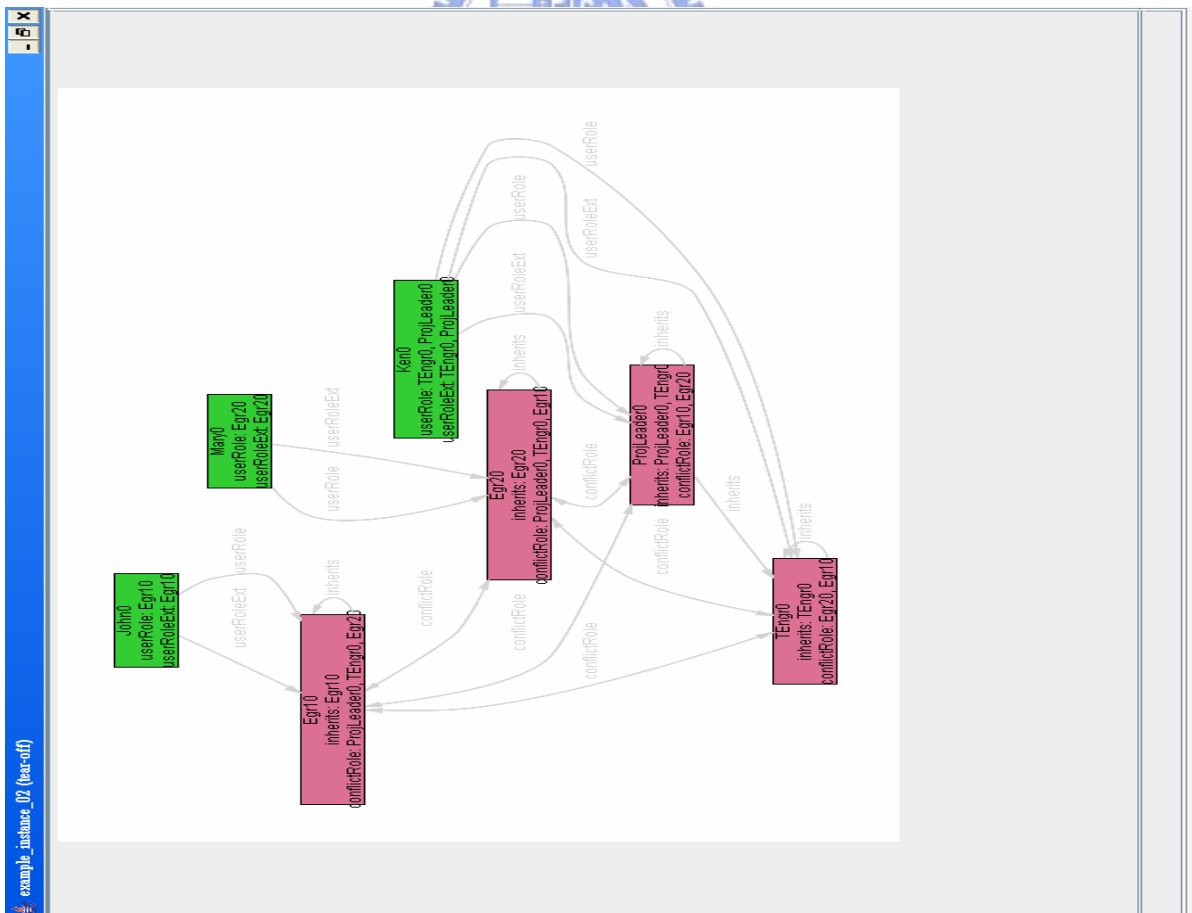 example_instance_02 (tear-off)
John0
userRole: Egr10
userRoleExt: Egr10
Mary0
userRole: Egr20
userRoleExt: Egr20
userRoleExt
userRole
userRole
userRoleExt
Egr10
inherits: Egr10
conflictRole: ProjLeader0, TEngr0, Egr20
inherits
Ken0
userRole: TEngr0, ProjLeader0
userRoleExt: TEngr0, ProjLeader0
conflictRole
Egr20
inherits: Egr20
conflictRole: ProjLeader0, TEngr0, Egr10
inherits
userRoleExt
userRole
conflictRole
conflictRole
conflictRole
userRoleExt
userRole
ProjLeader0
inherits: ProjLeader0, TEngr0
conflictRole: Egr10, Egr20
inherits
conflictRole
inherits
TEngr0
inherits: TEngr0
conflictRole: Egr20, Egr10
inherits